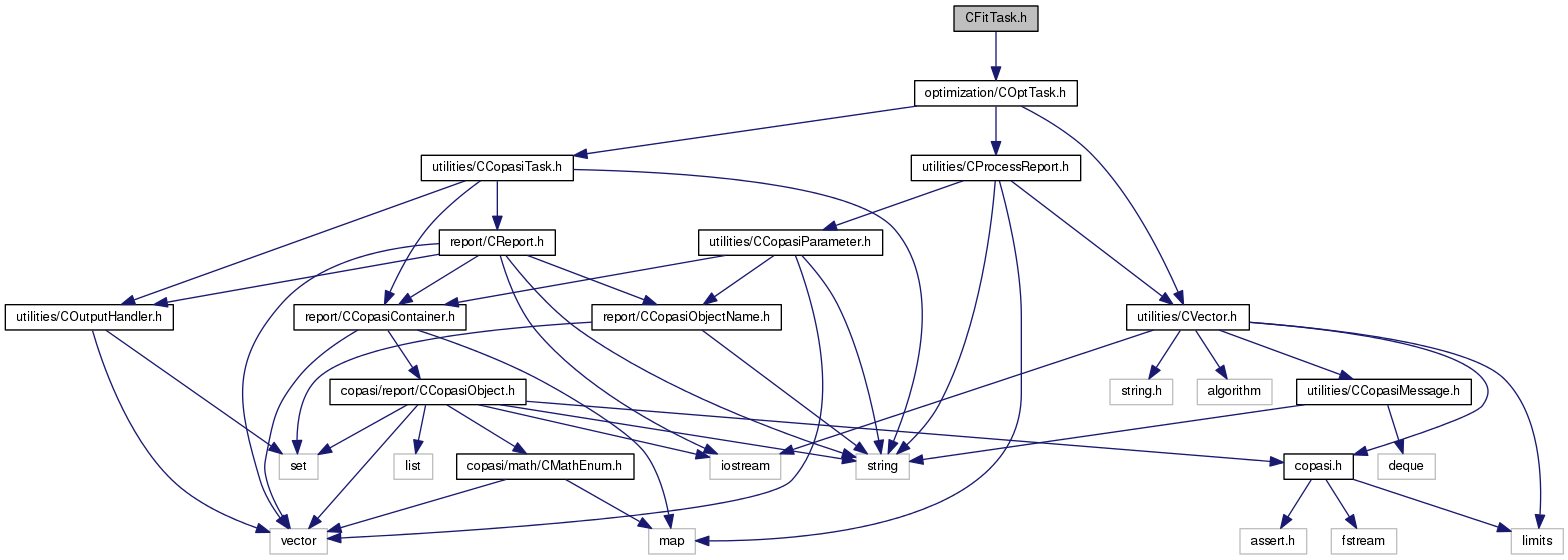 CFitTask.h
optimization/COptTask.h
utilities/CCopasiTask.h
utilities/CProcessReport.h
report/CReport.h
utilities/CCopasiParameter.h
utilities/COutputHandler.h
report/CCopasiContainer.h
report/CCopasiObjectName.h
utilities/CVector.h
copasi/report/CCopasiObject.h
string.h
algorithm
utilities/CCopasiMessage.h
set
list
copasi/math/CMathEnum.h
iostream
string
copasi.h
deque
vector
map
assert.h
fstream
limits